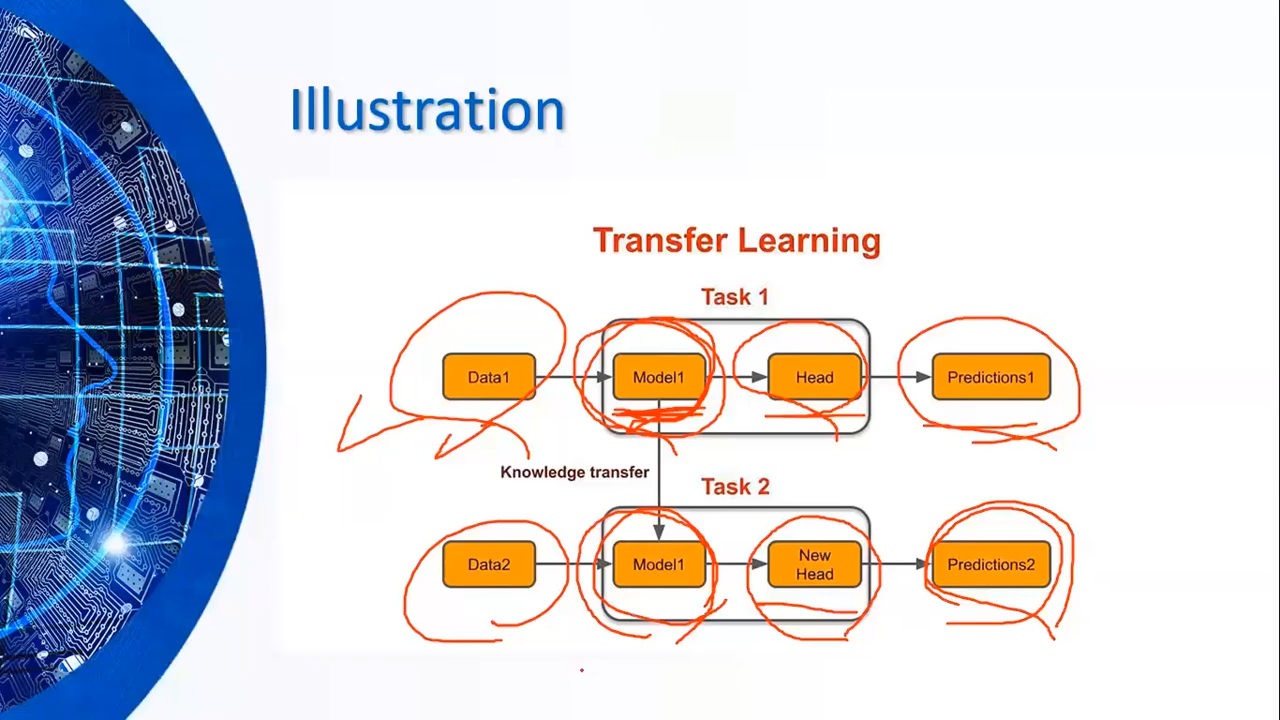 Illustration
Transfer Learning
Task 1
Data1
Model1
Head
Predictions1
Knowledge transfer
Task 2
Data2
Model1
New
Head
Predictions2